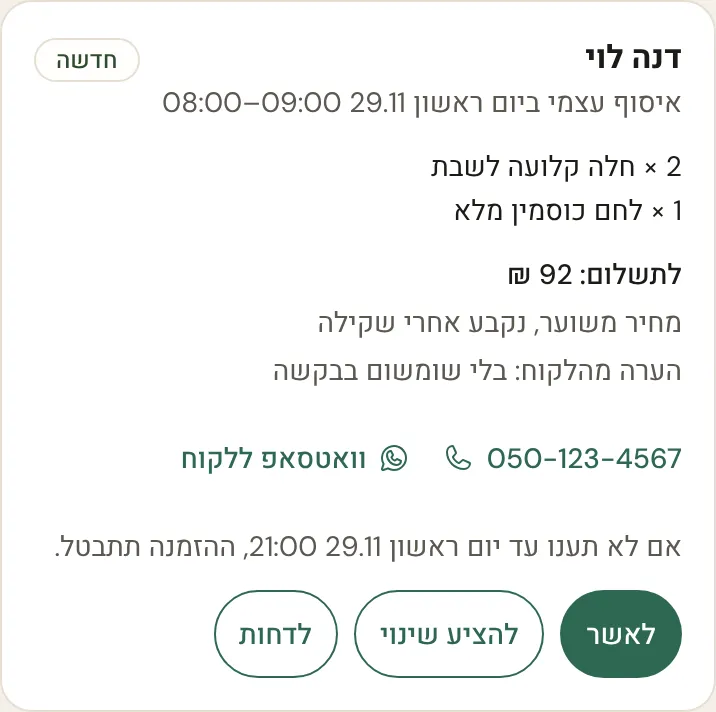 דנה לוי
חדשה
איסוף עצמי ביום ראשון 29.11 08:00–09:00
2 × חלה קלועה לשבת
1 × לחם כוסמין מלא
לתשלום: 92 ₪
מחיר משוער, נקבע אחרי שקילה
הערה מהלקוח: בלי שומשום בבקשה
050-123-4567
וואטסאפ ללקוח
אם לא תענו עד יום ראשון 29.11 21:00, ההזמנה תתבטל.
לאשר
להציע שינוי
לדחות